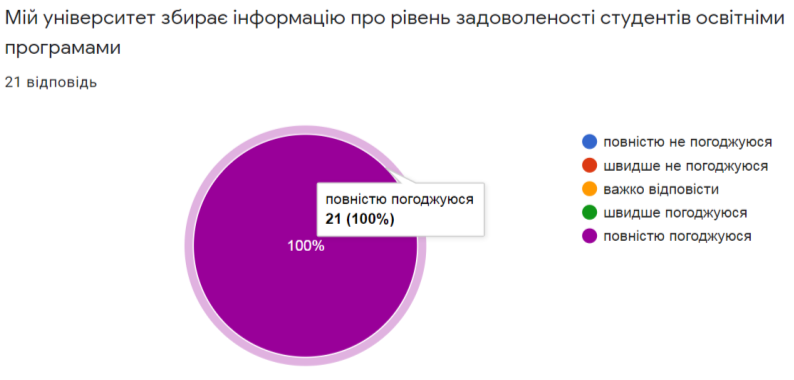 Мій університет збирає інформацію про рівень задоволеності студентів освітніми
програмами
21 відповідь
повністю не погоджуюся
швидше не погоджуюся
важко відповісти
швидше погоджуюся
повністю погоджуюся
повністю погоджуюся
21 (100%)
100%